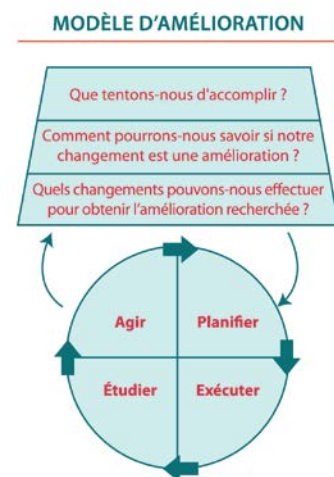 MODÈLE D'AMÉLIORATION
Que tentons-nous d'accomplir ?
Comment pourrons-nous savoir si notre
changement est une amélioration ?
Quels changements pouvons-nous effectuer
pour obtenir l'amélioration recherchée ?
Agir
Planifier
Étudier
Exécuter